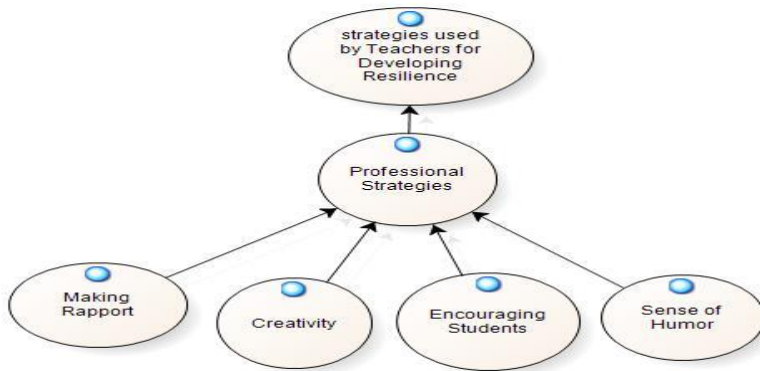 strategies used
by Teachers for
Developing
Resilience
Professional
Strategies
Making
Rapport
Creativity
Encouraging
Students
Sense of
Humor